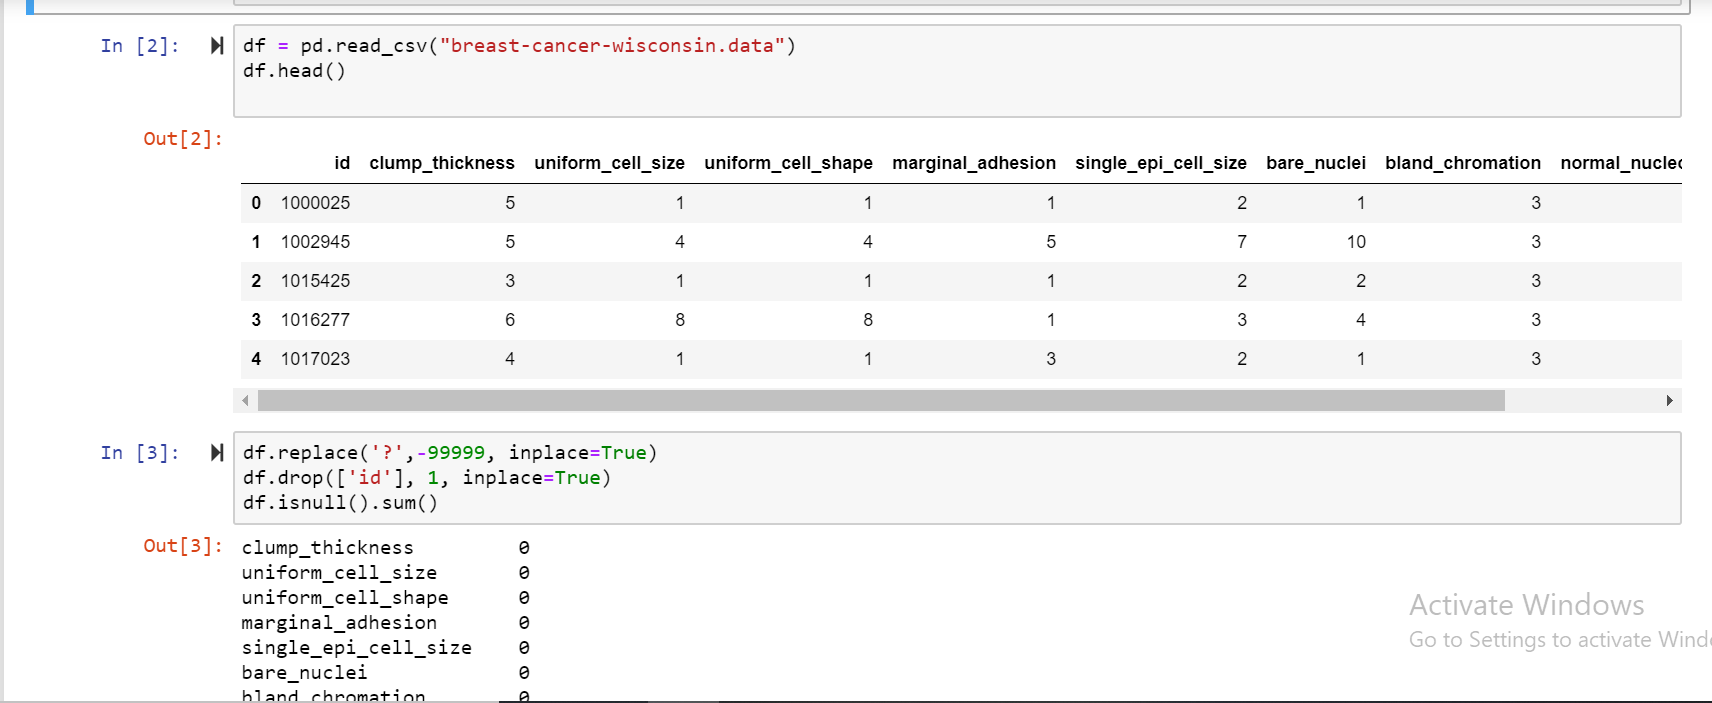 In [2]:
df = pd.read_csv("breast-cancer-wisconsin.data")
df.head()
Out[2]:
id clump_thickness uniform_cell_size uniform_cell_shape marginal_adhesion single_epi_cell_size bare_nuclei bland_chromation normal_nucleo
0 1000025 5 1 1 1 2 1 3
1 1002945 5 4 4 5 7 10 3
2 1015425 3 1 1 1 2 2 3
3 1016277 6 8 8 1 3 4 3
4 1017023 4 1 1 3 2 1 3
In [3]:
df.replace('?',-99999, inplace=True)
df.drop(['id'], 1, inplace=True)
df.isnull().sum()
Out[3]:
clump_thickness 0
uniform_cell_size 0
uniform_cell_shape 0
marginal_adhesion 0
single_epi_cell_size 0
bare_nuclei 0
bland_chromation 0
Activate Windows
Go to Settings to activate Wind